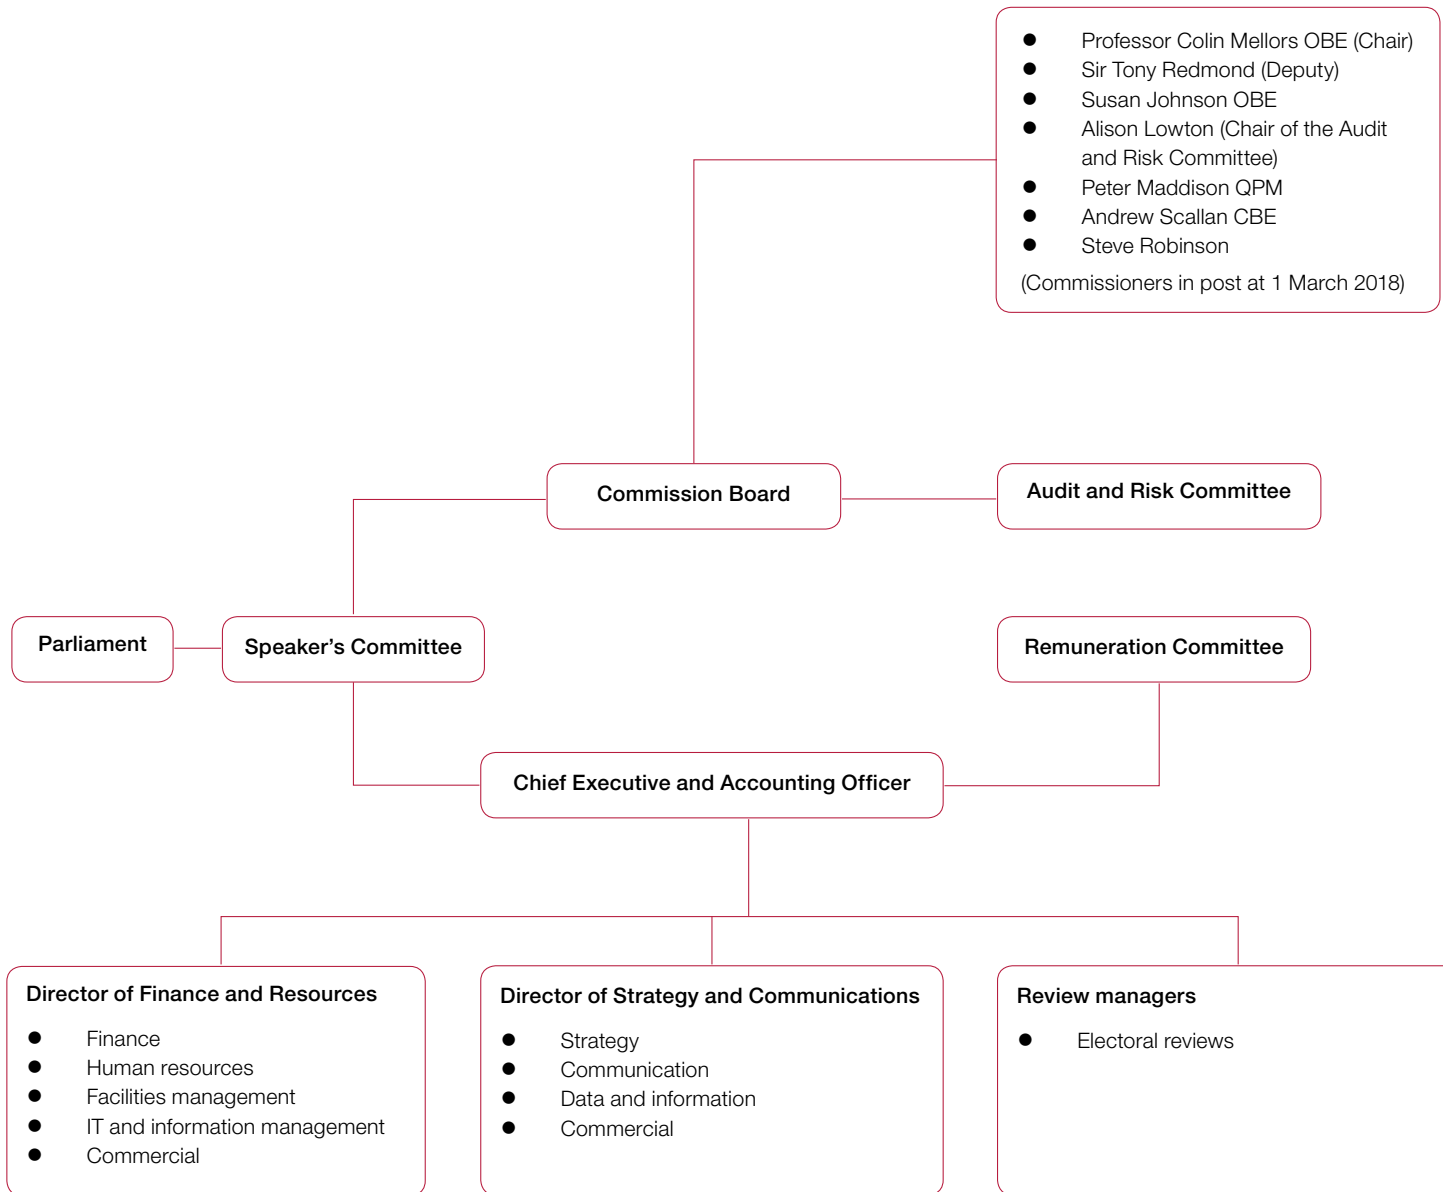 ● Professor Colin Mellors OBE (Chair)
● Sir Tony Redmond (Deputy)
● Susan Johnson OBE
● Alison Lowton (Chair of the Audit
and Risk Committee)
● Peter Maddison QPM
● Andrew Scallan CBE
● Steve Robinson
(Commissioners in post at 1 March 2018)
Commission Board
Audit and Risk Committee
Parliament
Speaker’s Committee
Remuneration Committee
Chief Executive and Accounting Officer
Director of Finance and Resources
● Finance
● Human resources
● Facilities management
● IT and information management
● Commercial
Director of Strategy and Communications
● Strategy
● Communication
● Data and information
● Commercial
Review managers
● Electoral reviews